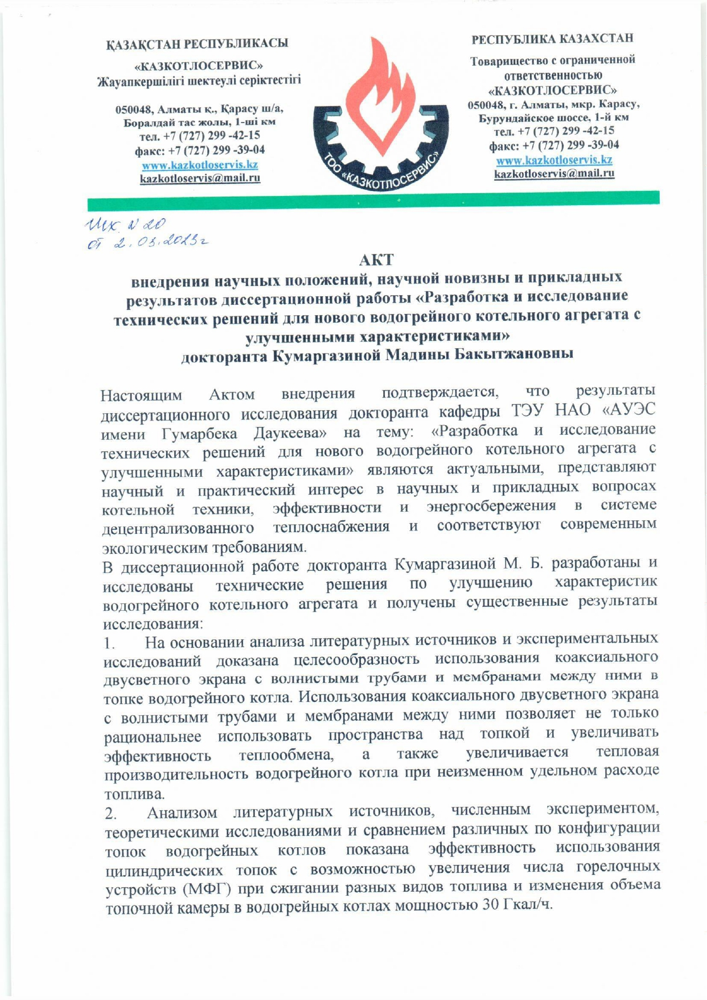 ҚАЗАҚСТАН РЕСПУБЛИКАСЫ
«КАЗКОТЛОСЕРВИС»
Жауапкершілігі шектеулі серіктестігі
050048, Алматы қ., Қарасу ш/а,
Боралдай тас жолы, 1-ші км
тел. +7 (727) 299 -42-15
факс: +7 (727) 299 -39-04
www.kazkotloservis.kz
kazkotloservis@mail.ru
ТОО «КАЗКОТЛОСЕРВИС»
РЕСПУБЛИКА КАЗАХСТАН
Товарищество с ограниченной
ответственностью
«КАЗКОТЛОСЕРВИС»
050048, г. Алматы, мкр. Карасу,
Бурундайское шоссе, 1-й км
тел. +7 (727) 299 -42-15
факс: +7 (727) 299 -39-04
www.kazkotloservis.kz
kazkotloservis@mail.ru
Исх. N 20
от 2.03.2023г
АКТ
внедрения научных положений, научной новизны и прикладных
результатов диссертационной работы «Разработка и исследование
технических решений для нового водогрейного котельного агрегата с
улучшенными характеристиками»
докторанта Кумаргазиной Мадины Бакытжановны
Настоящим Актом внедрения подтверждается, что результаты
диссертационного исследования докторанта кафедры ТЭУ НАО «АУЭС
имени Гумарбека Даукеева» на тему: «Разработка и исследование
технических решений для нового водогрейного котельного агрегата с
улучшенными характеристиками» являются актуальными, представляют
научный и практический интерес в научных и прикладных вопросах
котельной техники, эффективности и энергосбережения в системе
децентрализованного теплоснабжения и соответствуют современным
экологическим требованиям.
В диссертационной работе докторанта Кумаргазиной М. Б. разработаны и
исследованы технические решения по улучшению характеристик
водогрейного котельного агрегата и получены существенные результаты
исследования:
1. На основании анализа литературных источников и экспериментальных
исследований доказана целесообразность использования коаксиального
двусветного экрана с волнистыми трубами и мембранами между ними в
топке водогрейного котла. Использования коаксиального двусветного экрана
с волнистыми трубами и мембранами между ними позволяет не только
рациональнее использовать пространства над топкой и увеличивать
эффективность теплообмена, а также увеличивается тепловая
производительность водогрейного котла при неизменном удельном расходе
топлива.
2. Анализом литературных источников, численным экспериментом,
теоретическими исследованиями и сравнением различных по конфигурации
топок водогрейных котлов показана эффективность использования
цилиндрических топок с возможностью увеличения числа горелочных
устройств (МФГ) при сжигании разных видов топлива и изменения объема
топочной камеры в водогрейных котлах мощностью 30 Гкал/ч.